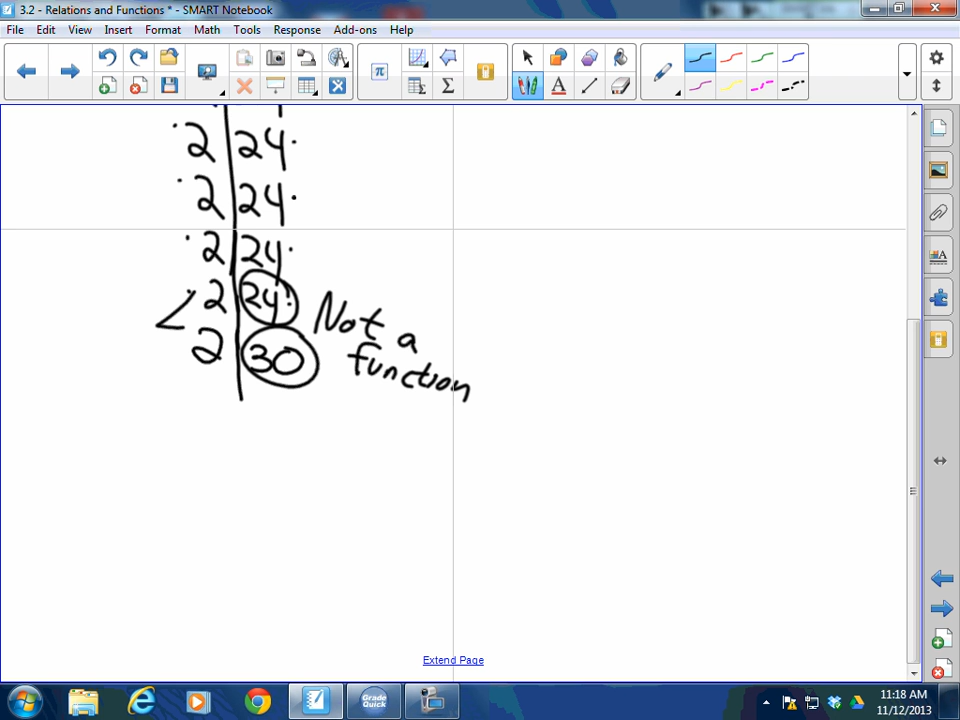 3.2 - Relations and Functions * - SMART Notebook
File Edit View Insert Format Math Tools Response Add-ons Help
2 24
2 24
2 24
2 24
2 30
Not a
function
Extend Page
Grade
Quick
11:18 AM
11/12/2013